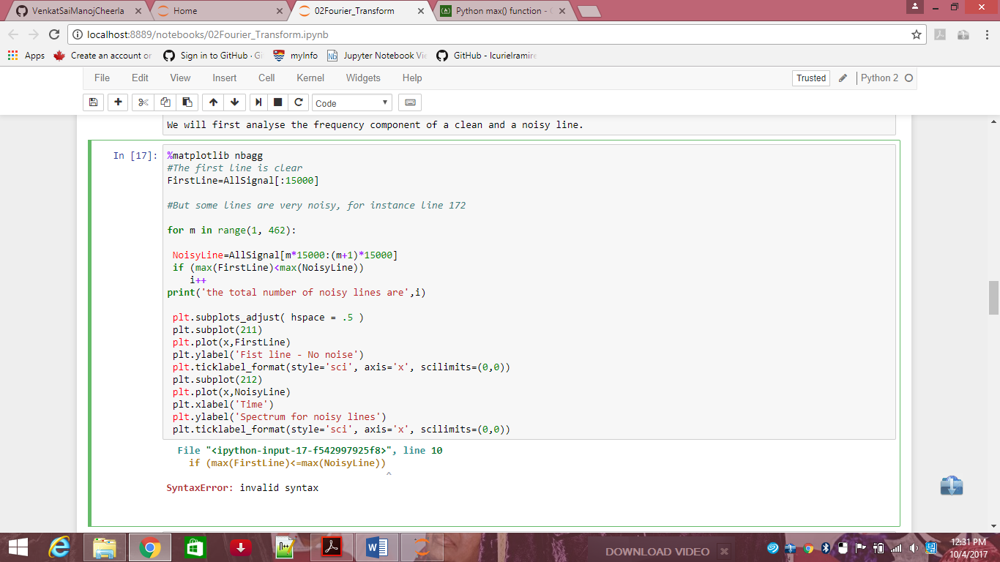 VenkatSaiManojCheerla
Home
02Fourier_Transform
Python max() function -
localhost:8889/notebooks/02Fourier_Transform.ipynb
Apps
Create an account or
Sign in to GitHub · G
myInfo
Jupyter Notebook Vi
GitHub - lcurielramire
File Edit View Insert Cell Kernel Widgets Help
Trusted
Python 2
Code
We will first analyse the frequency component of a clean and a noisy line.
In [17]:
%matplotlib nbagg
#The first line is clear
FirstLine=AllSignal[:15000]
#But some lines are very noisy, for instance line 172
for m in range(1, 462):
NoisyLine=AllSignal[m*15000:(m+1)*15000]
if (max(FirstLine)<max(NoisyLine))
i++
print('the total number of noisy lines are',i)
plt.subplots_adjust( hspace = .5 )
plt.subplot(211)
plt.plot(x,FirstLine)
plt.ylabel('Fist line - No noise')
plt.ticklabel_format(style='sci', axis='x', scilimits=(0,0))
plt.subplot(212)
plt.plot(x,NoisyLine)
plt.xlabel('Time')
plt.ylabel('Spectrum for noisy lines')
plt.ticklabel_format(style='sci', axis='x', scilimits=(0,0))
File "<ipython-input-17-f542997925f8>", line 10
if (max(FirstLine)<=max(NoisyLine))
^
SyntaxError: invalid syntax
DOWNLOAD VIDEO
12:31 PM
10/4/2017